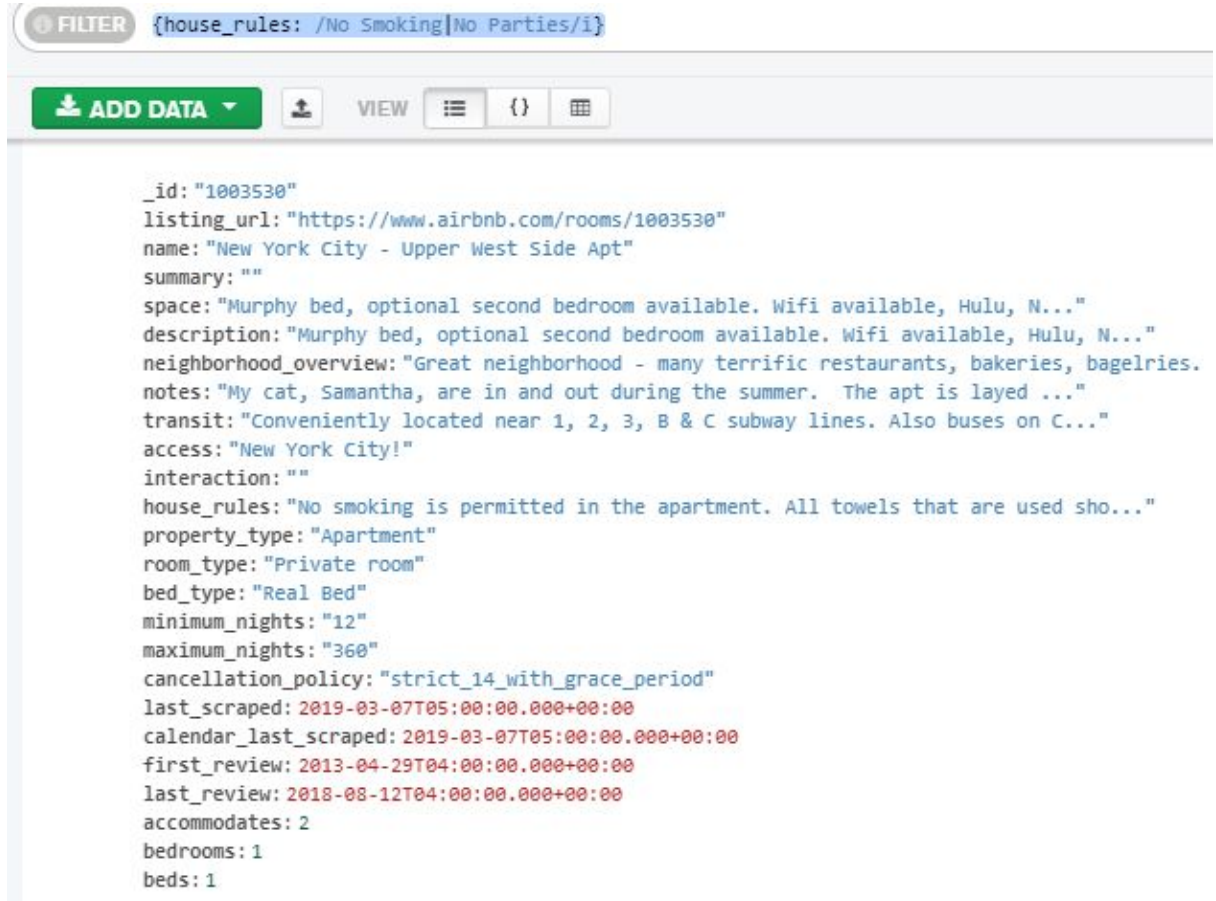 FILTER {house_rules: /No Smoking|No Parties/i}
ADD DATA VIEW {}
_id: "1003530"
listing_url: "https://www.airbnb.com/rooms/1003530"
name: "New York City - Upper West Side Apt"
summary: ""
space: "Murphy bed, optional second bedroom available. Wifi available, Hulu, N..."
description: "Murphy bed, optional second bedroom available. Wifi available, Hulu, N..."
neighborhood_overview: "Great neighborhood - many terrific restaurants, bakeries, bagelries.
notes: "My cat, Samantha, are in and out during the summer.  The apt is layed ..."
transit: "Conveniently located near 1, 2, 3, B & C subway lines. Also buses on C..."
access: "New York City!"
interaction: ""
house_rules: "No smoking is permitted in the apartment. All towels that are used sho..."
property_type: "Apartment"
room_type: "Private room"
bed_type: "Real Bed"
minimum_nights: "12"
maximum_nights: "360"
cancellation_policy: "strict_14_with_grace_period"
last_scraped: 2019-03-07T05:00:00.000+00:00
calendar_last_scraped: 2019-03-07T05:00:00.000+00:00
first_review: 2013-04-29T04:00:00.000+00:00
last_review: 2018-08-12T04:00:00.000+00:00
accommodates: 2
bedrooms: 1
beds: 1